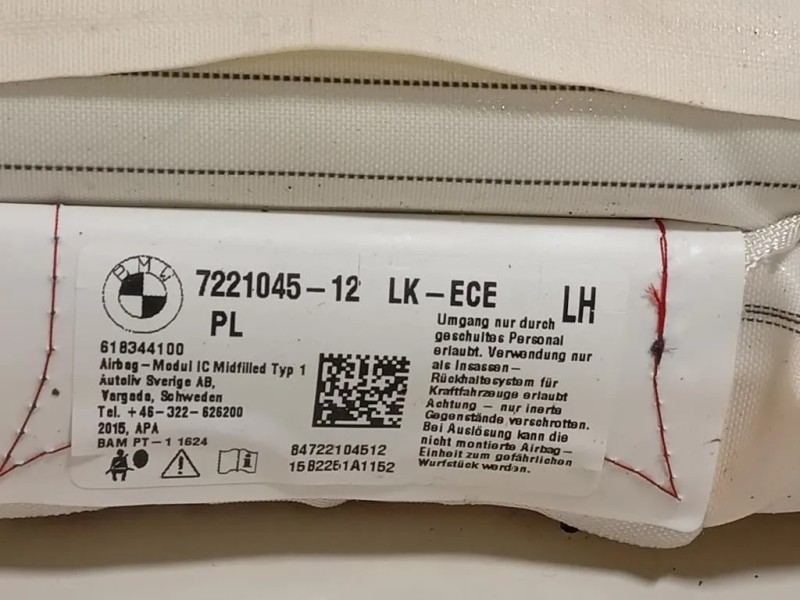 BMW
7221045-12 LK-ECE LH
PL
618344100
Airbag-Modul IC Midfilled Typ 1
Autoliv Sverige AB,
Vargada, Schweden
Tel. +46-322-626200
2015, APA
BAM PT-1 1624
84722104512
15B2251A1152
Umgang nur durch
geschultes Personal
erlaubt. Verwendung nur
als Insassen-
Rückhaltesystem für
Kraftfahrzeuge erlaubt
Achtung - nur inerte
Gegenstände verschrotten.
Bei Auslösung kann die
nicht montierte Airbag-
Einheit zum gefährlichen
Wurfstück werden.